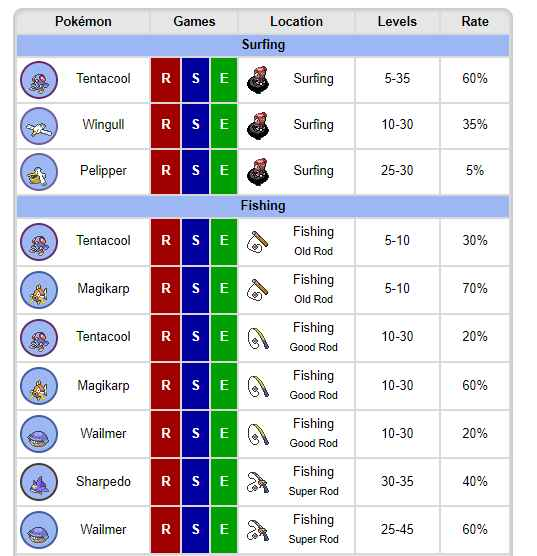 Pokémon Games Location Levels Rate
Surfing
Tentacool R S E Surfing 5-35 60%
Wingull R S E Surfing 10-30 35%
Pelipper R S E Surfing 25-30 5%
Fishing
Tentacool R S E Fishing Old Rod 5-10 30%
Magikarp R S E Fishing Old Rod 5-10 70%
Tentacool R S E Fishing Good Rod 10-30 20%
Magikarp R S E Fishing Good Rod 10-30 60%
Wailmer R S E Fishing Good Rod 10-30 20%
Sharpedo R S E Fishing Super Rod 30-35 40%
Wailmer R S E Fishing Super Rod 25-45 60%